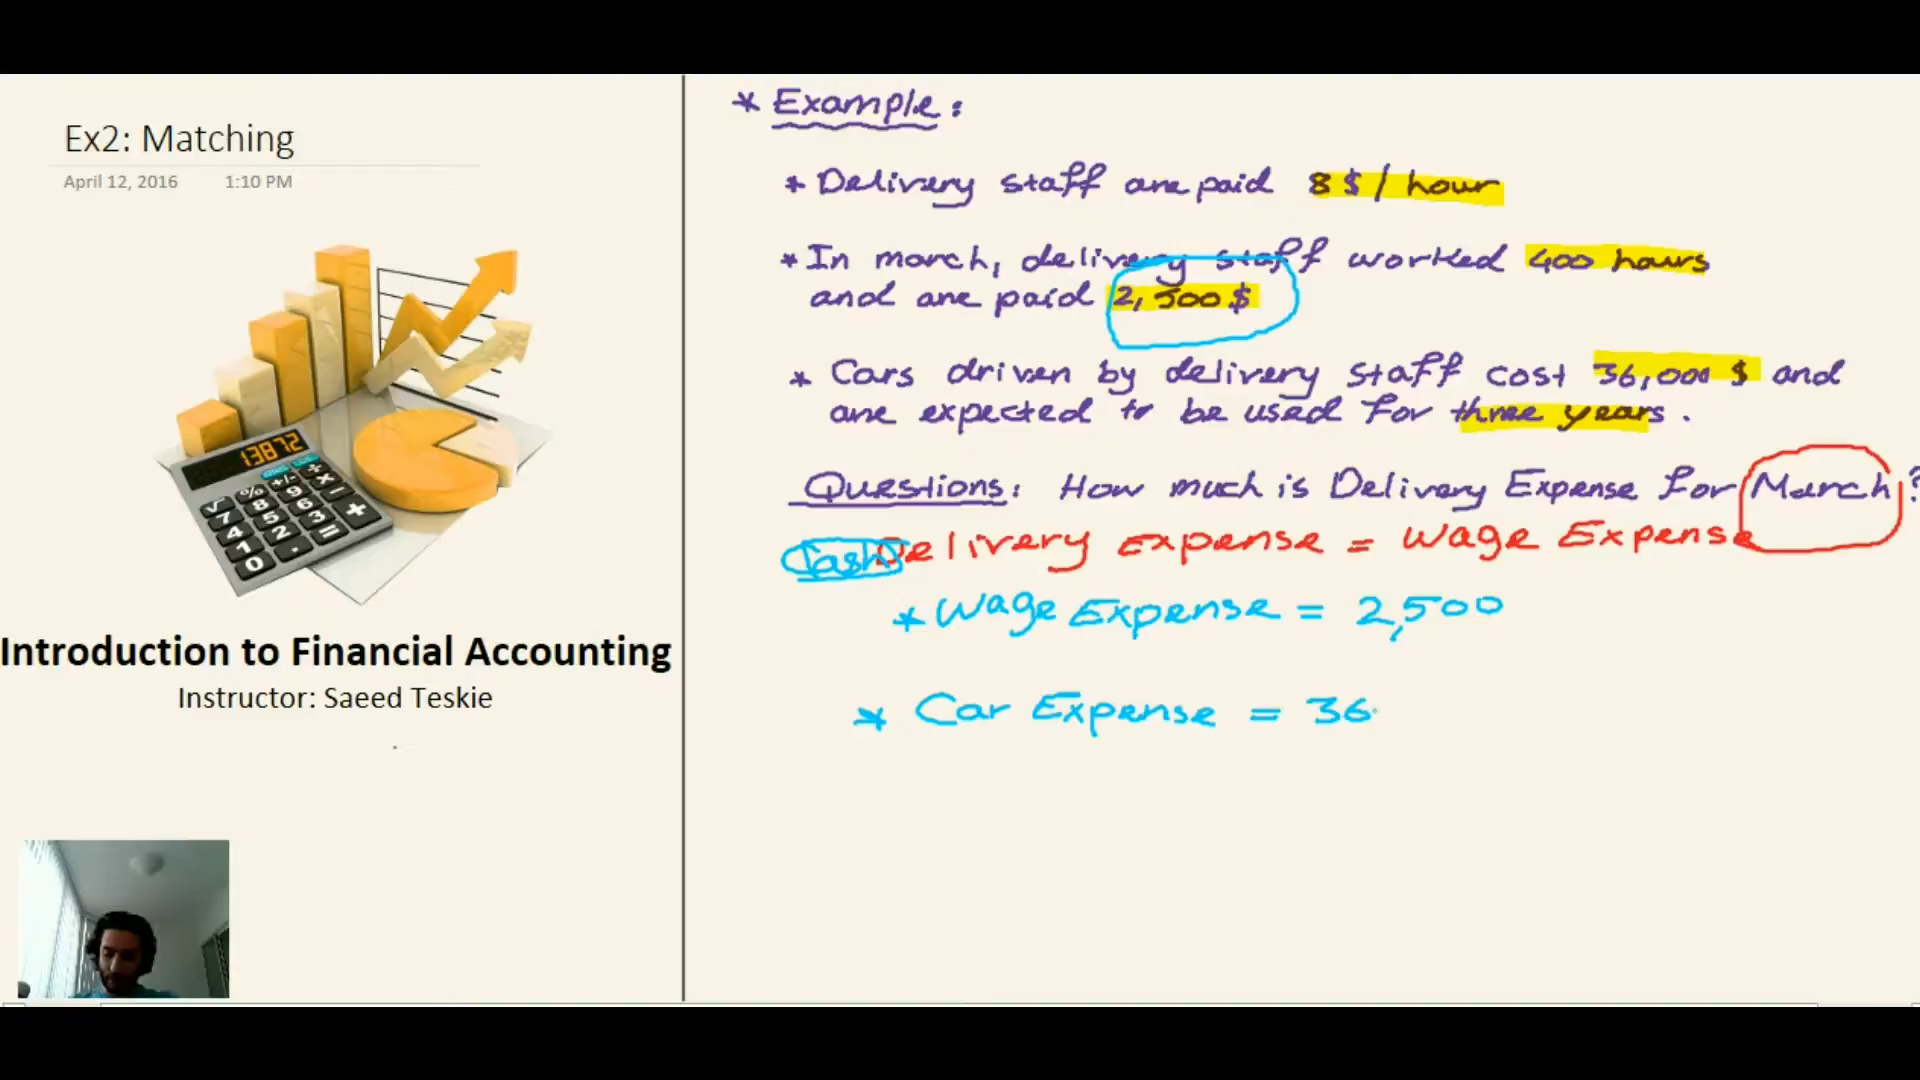 Ex2: Matching
April 12, 2016 1:10 PM
13872
Introduction to Financial Accounting
Instructor: Saeed Teskie
* Example:
* Delivery staff are paid 8 $ / hour
* In march, delivery staff worked 400 hours
and are paid 2,500 $
* Cars driven by delivery staff cost 36,000 $ and
are expected to be used for three years.
Questions: How much is Delivery Expense for March?
Cash Delivery expense = Wage Expense
* Wage Expense = 2,500
* Car Expense = 36